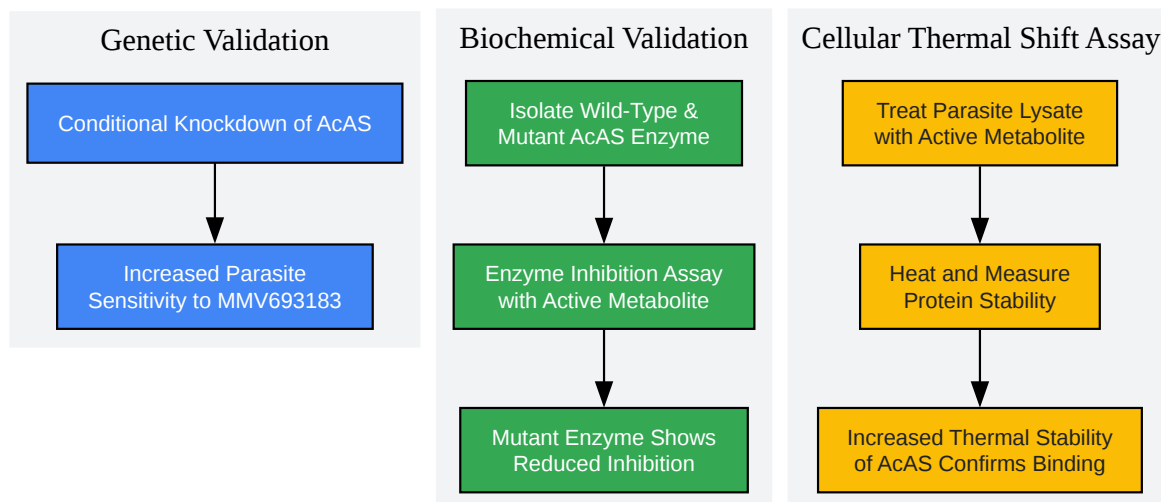 Genetic Validation
Conditional Knockdown of AcAS
Increased Parasite
Sensitivity to MMV693183
Biochemical Validation
Isolate Wild-Type &
Mutant AcAS Enzyme
Enzyme Inhibition Assay
with Active Metabolite
Mutant Enzyme Shows
Reduced Inhibition
Cellular Thermal Shift Assay
Treat Parasite Lysate
with Active Metabolite
Heat and Measure
Protein Stability
Increased Thermal Stability
of AcAS Confirms Binding